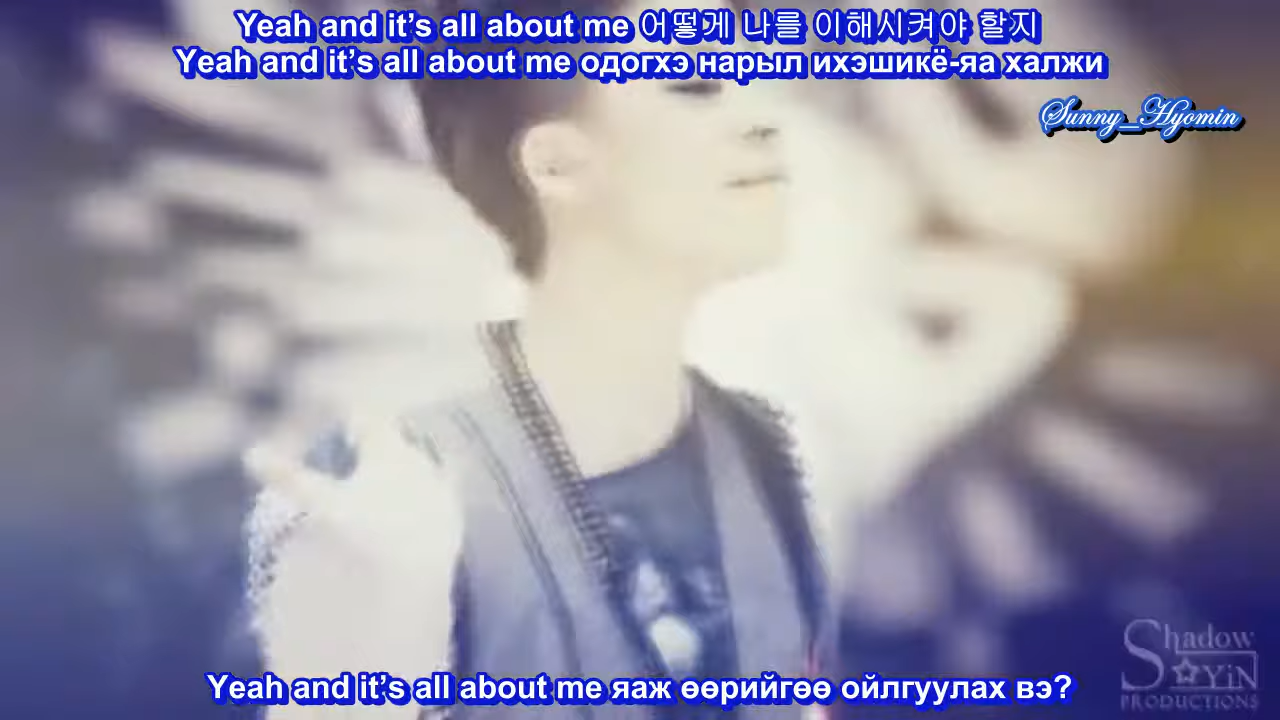 Yeah and it’s all about me 어떻게 나를 이해시켜야 할지
Yeah and it’s all about me одогхэ нарыл ихэшикё-яа халжи
Sunny_Hyomin
Yeah and it’s all about me яаж өөрийгөө ойлгуулах вэ?
Shadow
YiN
PRODUCTIONS